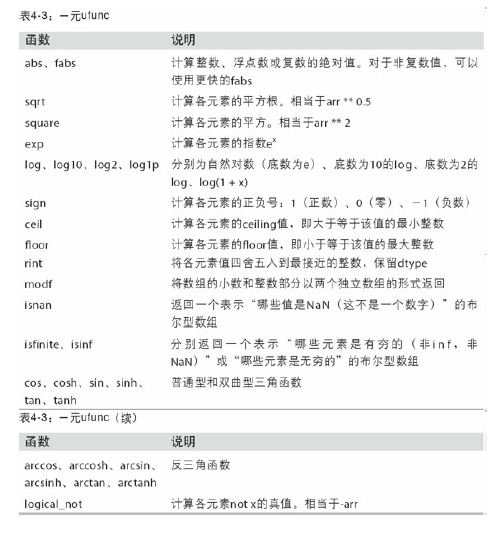 表4-3：一元ufunc
函数 说明
abs、fabs 计算整数、浮点数或复数的绝对值。对于非复数值，可以
使用更快的fabs
sqrt 计算各元素的平方根。相当于arr ** 0.5
square 计算各元素的平方。相当于arr ** 2
exp 计算各元素的指数eˣ
log、log10、log2、log1p 分别为自然对数（底数为e）、底数为10的log、底数为2的
log、log(1 + x)
sign 计算各元素的正负号：1（正数）、0（零）、－1（负数）
ceil 计算各元素的ceiling值，即大于等于该值的最小整数
floor 计算各元素的floor值，即小于等于该值的最大整数
rint 将各元素值四舍五入到最接近的整数，保留dtype
modf 将数组的小数和整数部分以两个独立数组的形式返回
isnan 返回一个表示“哪些值是NaN（这不是一个数字）”的布
尔型数组
isfinite、isinf 分别返回一个表示“哪些元素是有穷的（非inf，非
NaN）”或“哪些元素是无穷的”的布尔型数组
cos、cosh、sin、sinh、 普通型和双曲型三角函数
tan、tanh
表4-3：一元ufunc（续）
函数 说明
arccos、arccosh、arcsin、 反三角函数
arcsinh、arctan、arctanh
logical_not 计算各元素not x的真值。相当于-arr